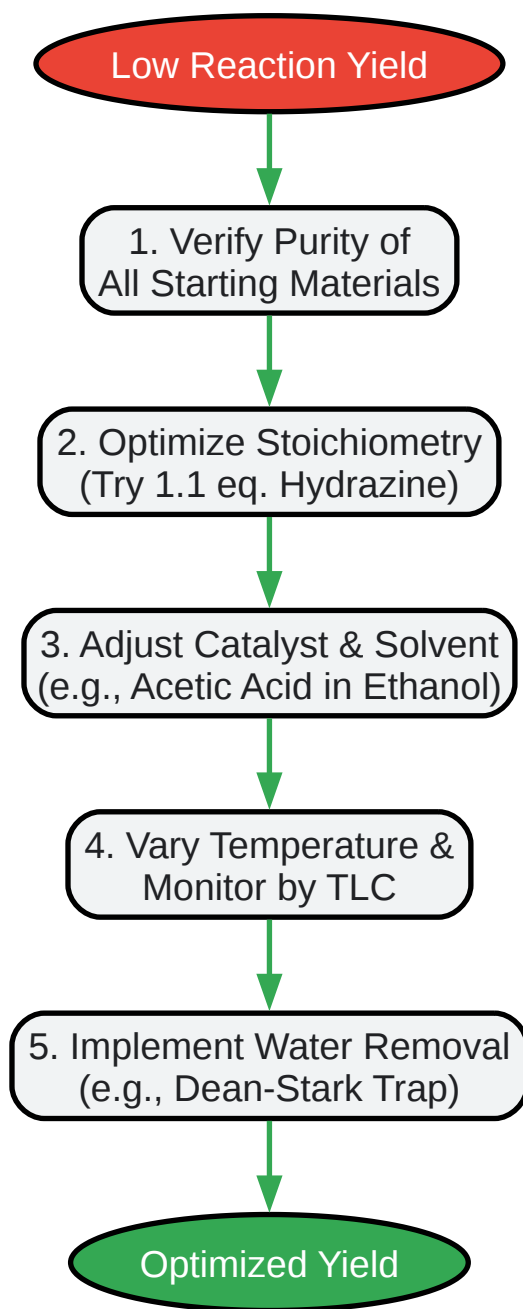 Low Reaction Yield
1. Verify Purity of
All Starting Materials
2. Optimize Stoichiometry
(Try 1.1 eq. Hydrazine)
3. Adjust Catalyst & Solvent
(e.g., Acetic Acid in Ethanol)
4. Vary Temperature &
Monitor by TLC
5. Implement Water Removal
(e.g., Dean-Stark Trap)
Optimized Yield